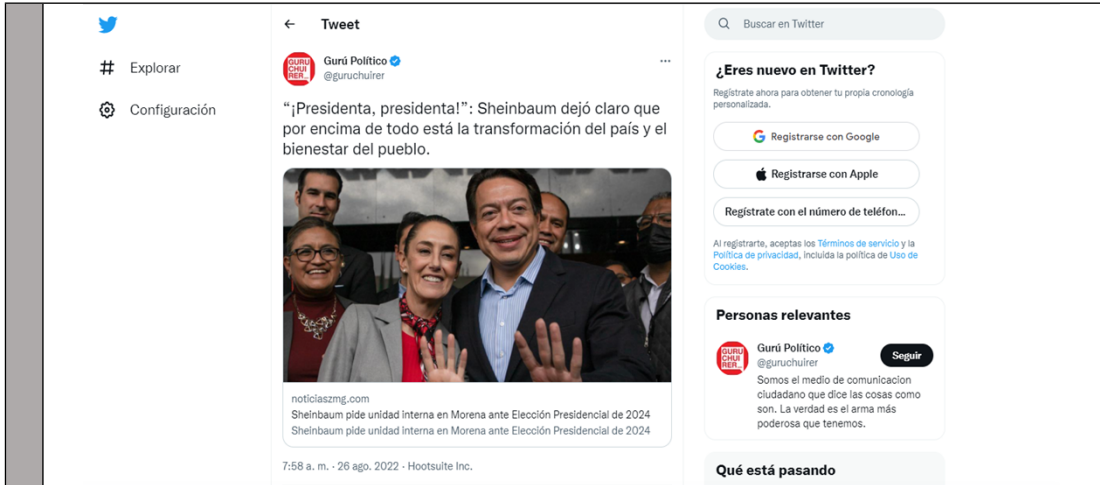 Explorar
Configuración
Tweet
GURU
CHUI
RER...
Gurú Político
@guruchuirer
“¡Presidenta, presidenta!”: Sheinbaum dejó claro que
por encima de todo está la transformación del país y el
bienestar del pueblo.
noticiaszmg.com
Sheinbaum pide unidad interna en Morena ante Elección Presidencial de 2024
Sheinbaum pide unidad interna en Morena ante Elección Presidencial de 2024
7:58 a. m. · 26 ago. 2022 · Hootsuite Inc.
Buscar en Twitter
¿Eres nuevo en Twitter?
Regístrate ahora para obtener tu propia cronología
personalizada.
Registrarse con Google
Registrarse con Apple
Regístrate con el número de teléfon...
Al registrarte, aceptas los Términos de servicio y la
Política de privacidad, incluida la política de Uso de
Cookies.
Personas relevantes
GURU
CHUI
RER...
Gurú Político
@guruchuirer
Seguir
Somos el medio de comunicacion
ciudadano que dice las cosas como
son. La verdad es el arma más
poderosa que tenemos.
Qué está pasando